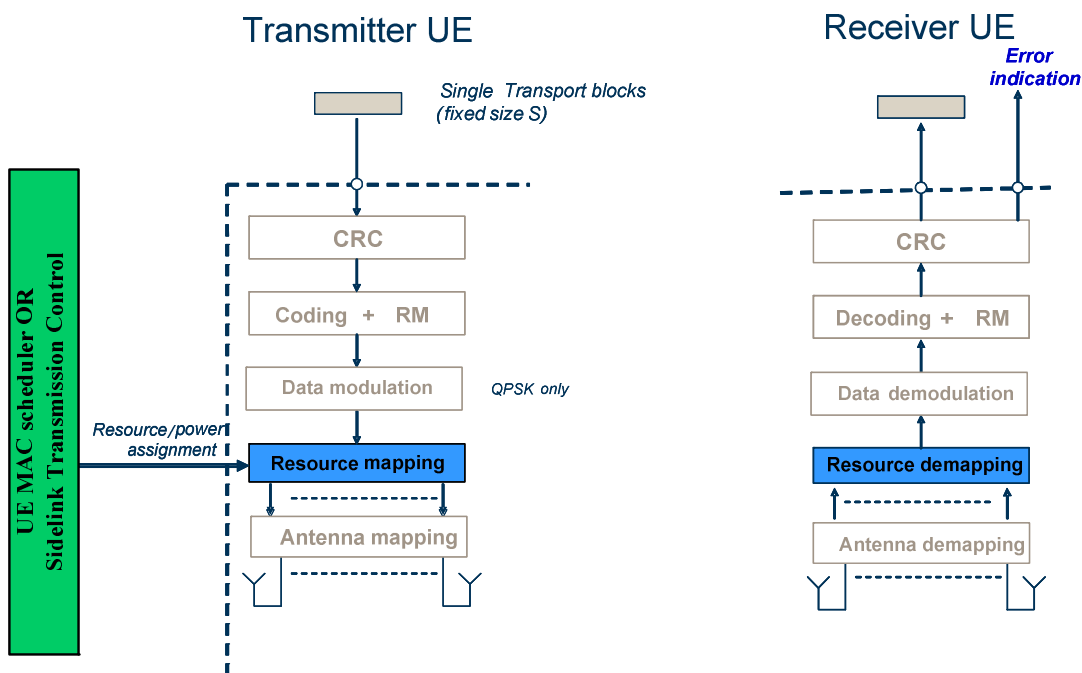 Transmitter UE
Receiver UE
Error
indication
Single Transport blocks
(fixed size S)
UE MAC scheduler OR
Sidelink Transmission Control
CRC
CRC
Coding + RM
Decoding + RM
Data modulation
QPSK only
Data demodulation
Resource/power
assignment
Resource mapping
Resource demapping
Antenna mapping
Antenna demapping